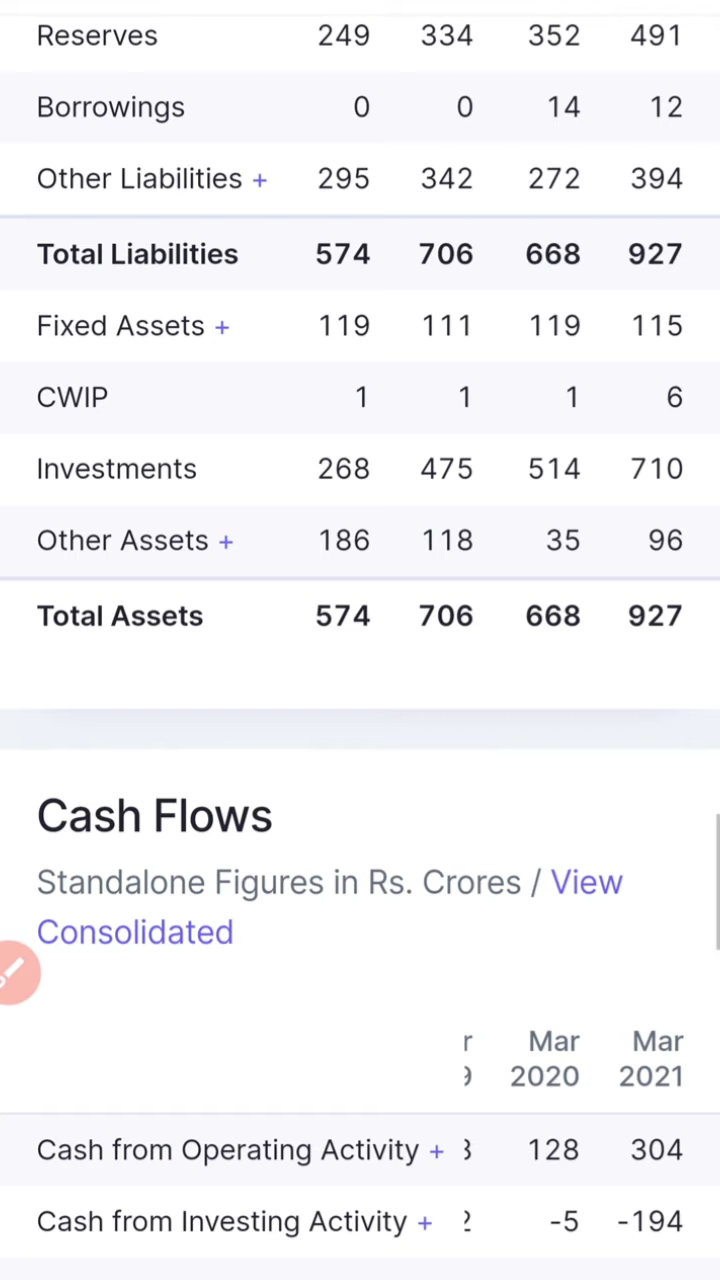 Reserves 249 334 352 491
Borrowings 0 0 14 12
Other Liabilities + 295 342 272 394
Total Liabilities 574 706 668 927
Fixed Assets + 119 111 119 115
CWIP 1 1 1 6
Investments 268 475 514 710
Other Assets + 186 118 35 96
Total Assets 574 706 668 927
Cash Flows
Standalone Figures in Rs. Crores / View
Consolidated
Mar Mar
2020 2021
Cash from Operating Activity + 128 304
Cash from Investing Activity + -5 -194